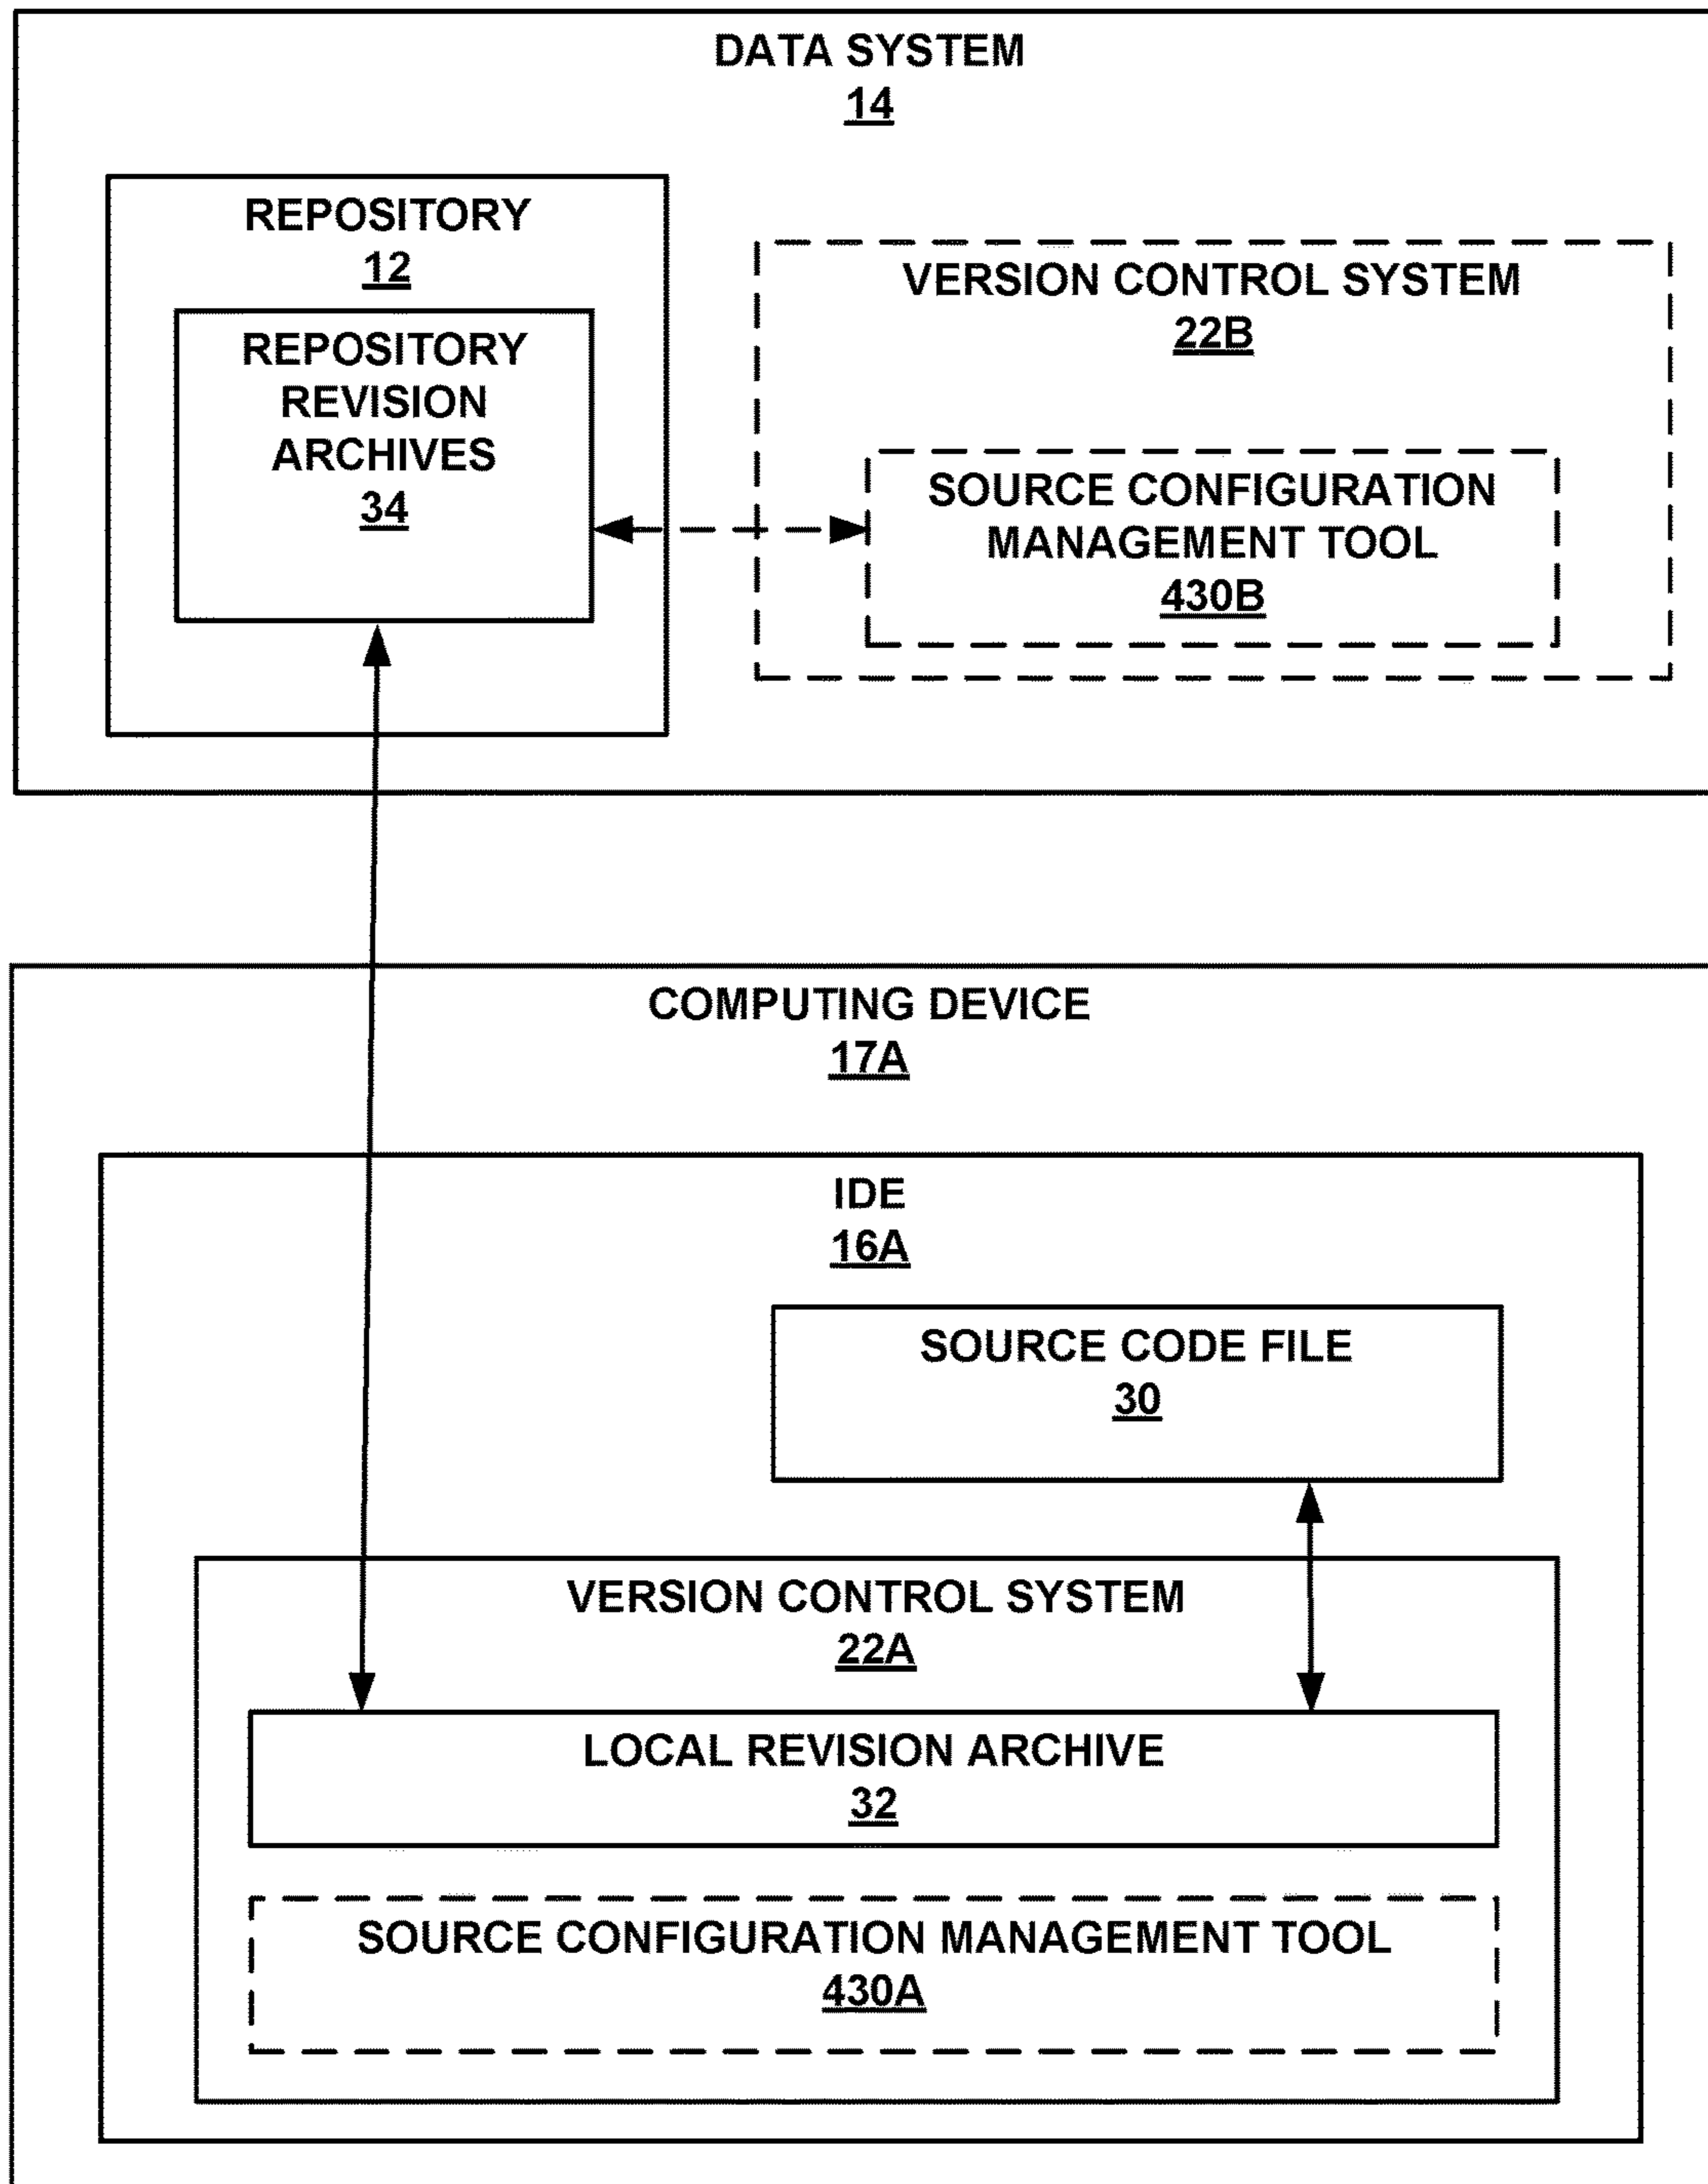 DATA SYSTEM
14
REPOSITORY
12
REPOSITORY
REVISION
ARCHIVES
34
VERSION CONTROL SYSTEM
22B
SOURCE CONFIGURATION
MANAGEMENT TOOL
430B
COMPUTING DEVICE
17A
IDE
16A
SOURCE CODE FILE
30
VERSION CONTROL SYSTEM
22A
LOCAL REVISION ARCHIVE
32
SOURCE CONFIGURATION MANAGEMENT TOOL
430A